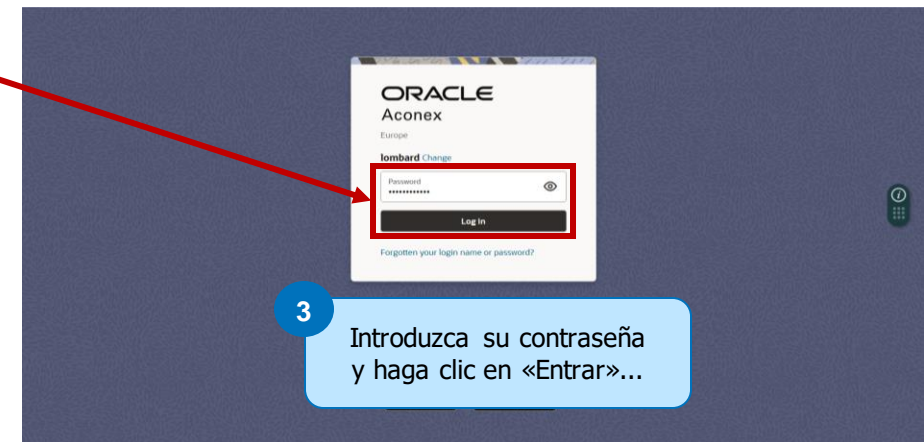 ORACLE
Aconex
Europe
lombard Change
Password
••••••••••••
Log in
Forgotten your login name or password?
3
Introduzca su contraseña
y haga clic en «Entrar»...